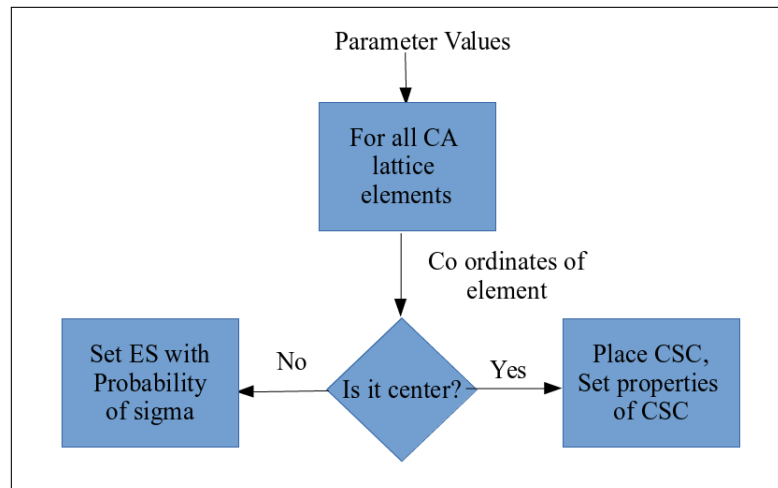 Parameter Values
For all CA
lattice
elements
Co ordinates of
element
Set ES with
Probability
of sigma
No
Is it center?
Yes
Place CSC,
Set properties
of CSC